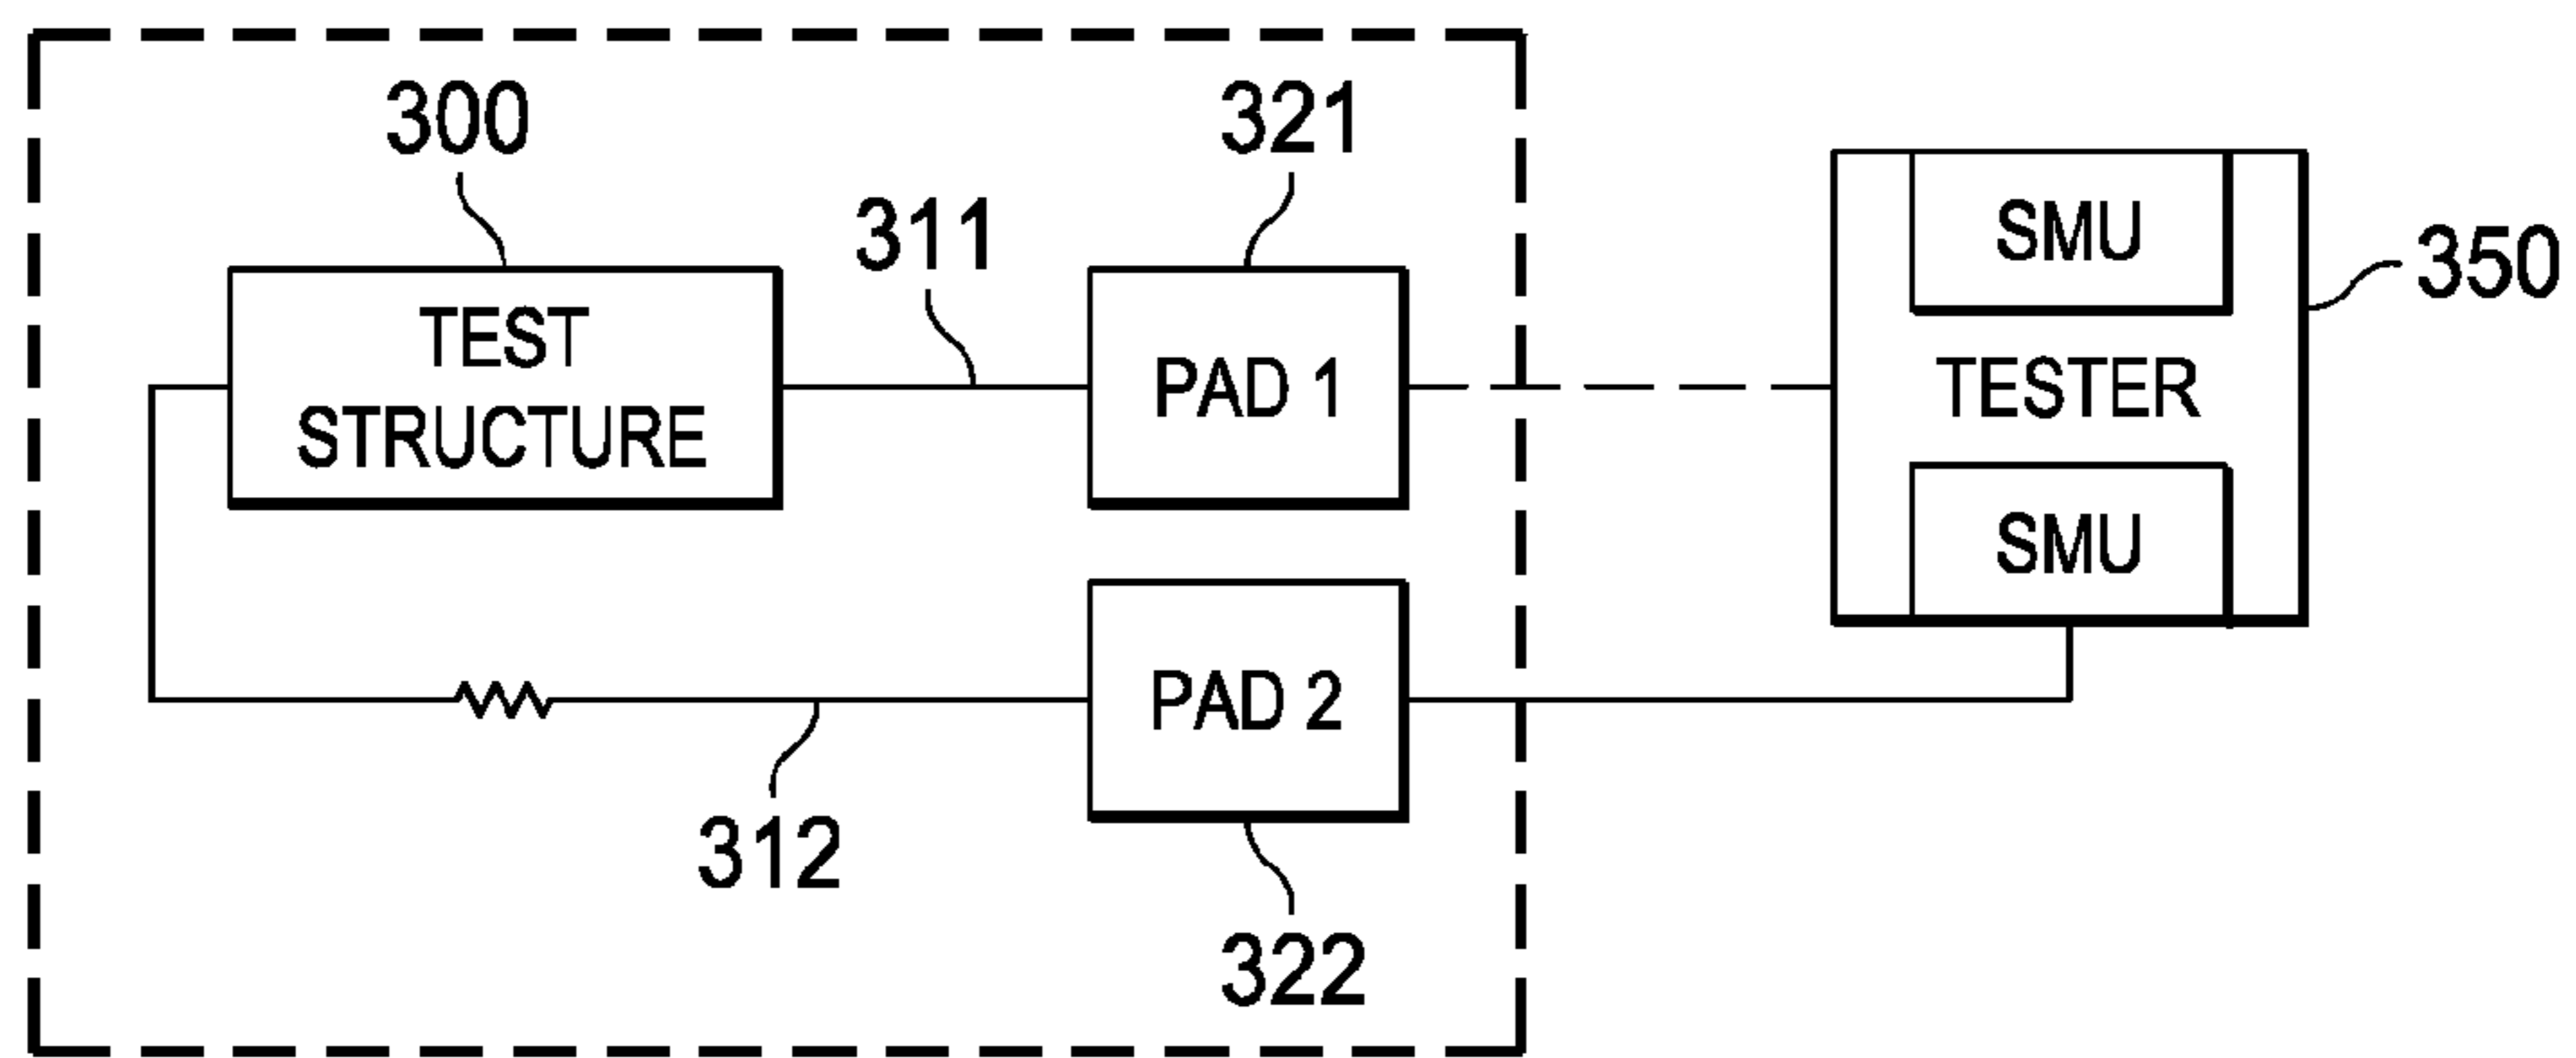 300
321
311
SMU
350
TEST
STRUCTURE
PAD 1
TESTER
SMU
PAD 2
312
322